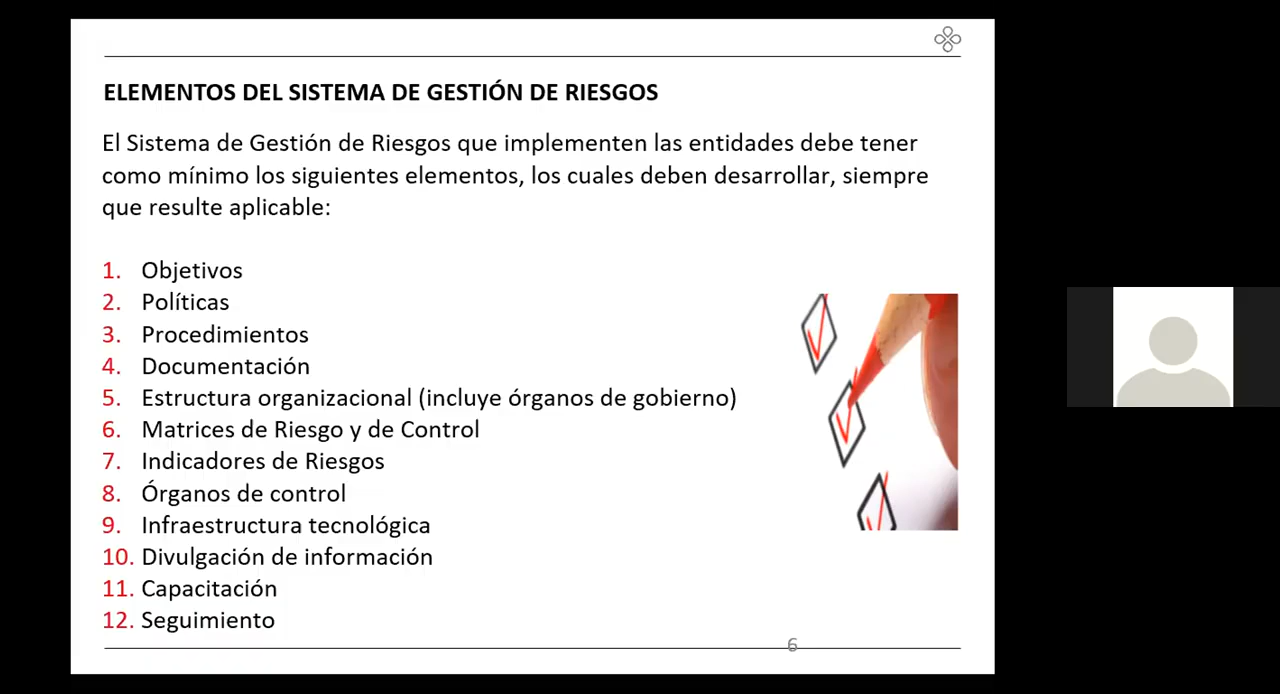 ELEMENTOS DEL SISTEMA DE GESTIÓN DE RIESGOS
El Sistema de Gestión de Riesgos que implementen las entidades debe tener
como mínimo los siguientes elementos, los cuales deben desarrollar, siempre
que resulte aplicable:
1. Objetivos
2. Políticas
3. Procedimientos
4. Documentación
5. Estructura organizacional (incluye órganos de gobierno)
6. Matrices de Riesgo y de Control
7. Indicadores de Riesgos
8. Órganos de control
9. Infraestructura tecnológica
10. Divulgación de información
11. Capacitación
12. Seguimiento
6